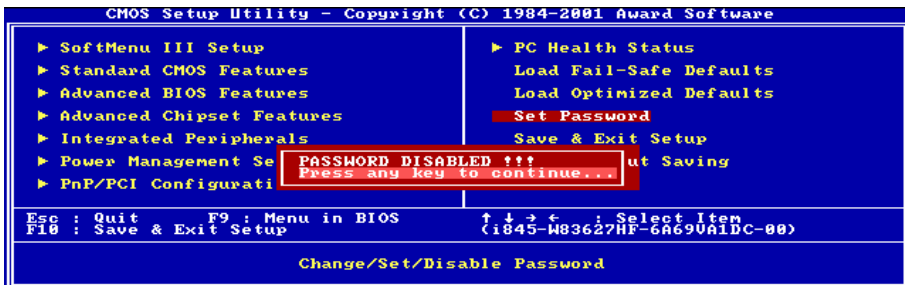 CMOS Setup Utility - Copyright (C) 1984-2001 Award Software
▶ SoftMenu III Setup
▶ Standard CMOS Features
▶ Advanced BIOS Features
▶ Advanced Chipset Features
▶ Integrated Peripherals
▶ Power Management Se
▶ PnP/PCI Configurati
▶ PC Health Status
Load Fail-Safe Defaults
Load Optimized Defaults
Set Password
Save & Exit Setup
ut Saving
PASSWORD DISABLED !!!
Press any key to continue...
Esc : Quit F9 : Menu in BIOS ↑ ↓ → ← : Select Item
F10 : Save & Exit Setup (i845-W83627HF-6A69VA1DC-00)
Change/Set/Disable Password